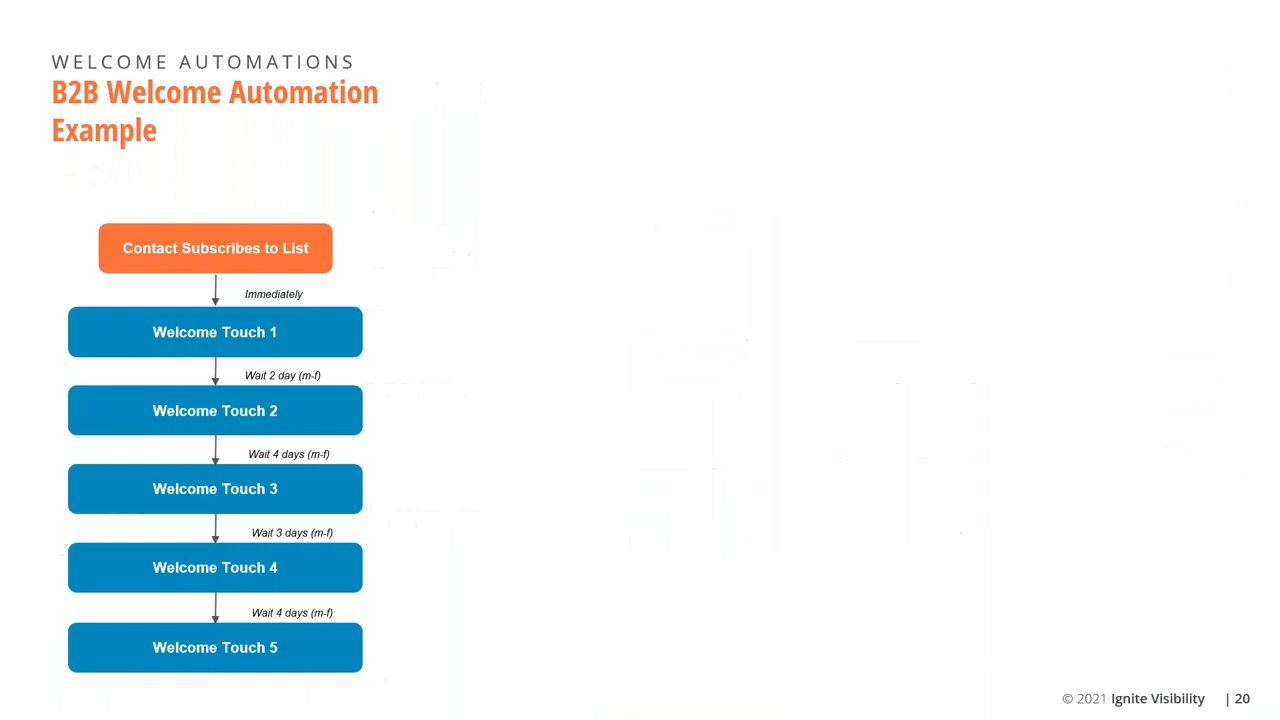 WELCOME AUTOMATIONS
B2B Welcome Automation
Example
Contact Subscribes to List
Immediately
Welcome Touch 1
Wait 2 day (m-f)
Welcome Touch 2
Wait 4 days (m-f)
Welcome Touch 3
Wait 3 days (m-f)
Welcome Touch 4
Wait 4 days (m-f)
Welcome Touch 5
© 2021 Ignite Visibility | 20